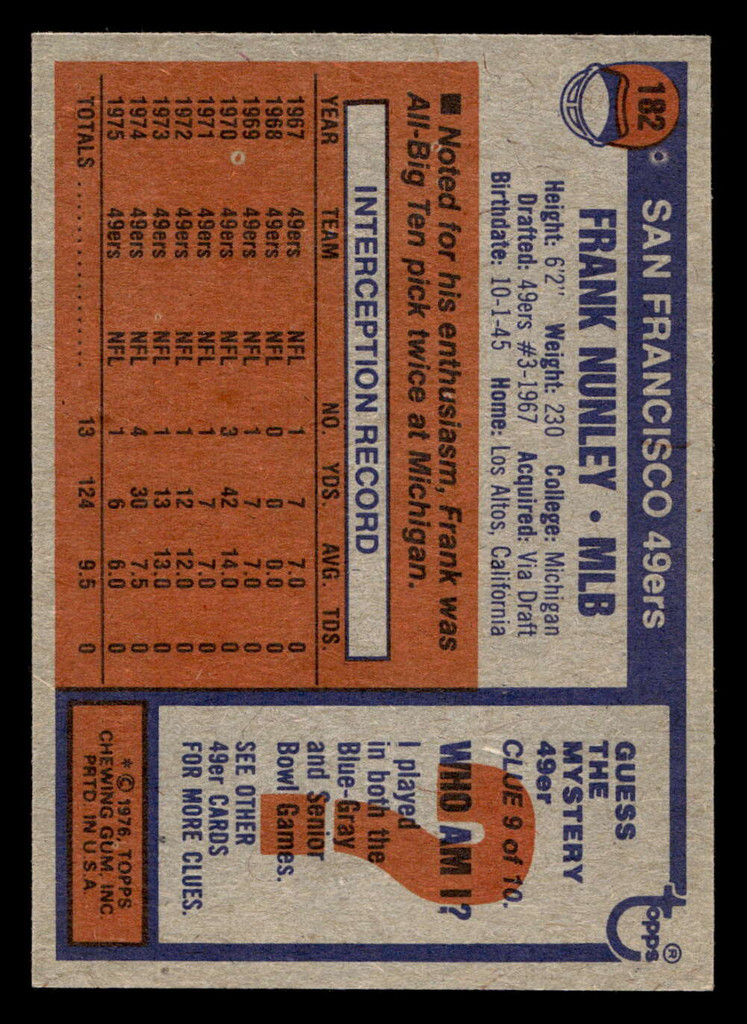 182
SAN FRANCISCO 49ers
FRANK NUNLEY • MLB
Height: 6'2" Weight: 230 College: Michigan
Drafted: 49ers #3-1967 Acquired: Via Draft
Birthdate: 10-1-45 Home: Los Altos, California
■ Noted for his enthusiasm, Frank was
All-Big Ten pick twice at Michigan.
INTERCEPTION RECORD
YEAR TEAM NO. YDS. AVG. TDS.
1967 49ers NFL 1 7 7.0 0
1968 49ers NFL 0 0 0.0 0
1969 49ers NFL 1 7 7.0 0
1970 49ers NFL 3 42 14.0 0
1971 49ers NFL 1 7 7.0 0
1972 49ers NFL 1 12 12.0 0
1973 49ers NFL 1 13 13.0 0
1974 49ers NFL 4 30 7.5 0
1975 49ers NFL 1 6 6.0 0
TOTALS .......................... 13 124 9.5 0
topps®
GUESS
THE
MYSTERY
49er
CLUE 9 of 10.
WHO AM I?
I played
in both the
Blue-Gray
and Senior
Bowl Games.
SEE OTHER
49er CARDS
FOR MORE CLUES.
* © 1976, TOPPS
CHEWING GUM, INC.
PRTD. IN U.S.A.